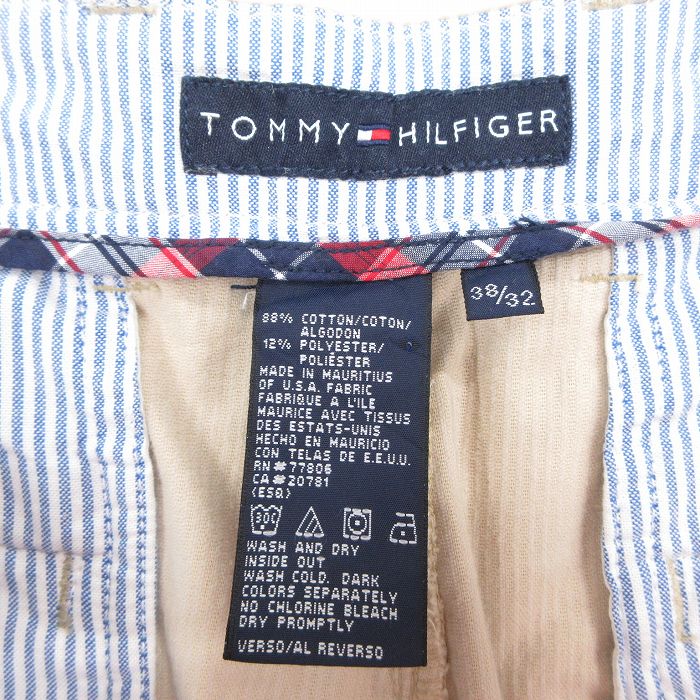 TOMMY HILFIGER
38/32
88% COTTON/COTON/
ALGODON
12% POLYESTER/
POLIÉSTER
MADE IN MAURITIUS
OF U.S.A. FABRIC
FABRIQUE A L'ILE
MAURICE AVEC TISSUS
DES ESTATS-UNIS
HECHO EN MAURICIO
CON TELAS DE E.E.U.U.
RN#77806
CA#20781
(ESQ)
30C
WASH AND DRY
INSIDE OUT
WASH COLD. DARK
COLORS SEPARATELY
NO CHLORINE BLEACH
DRY PROMPTLY
VERSO/AL REVERSO